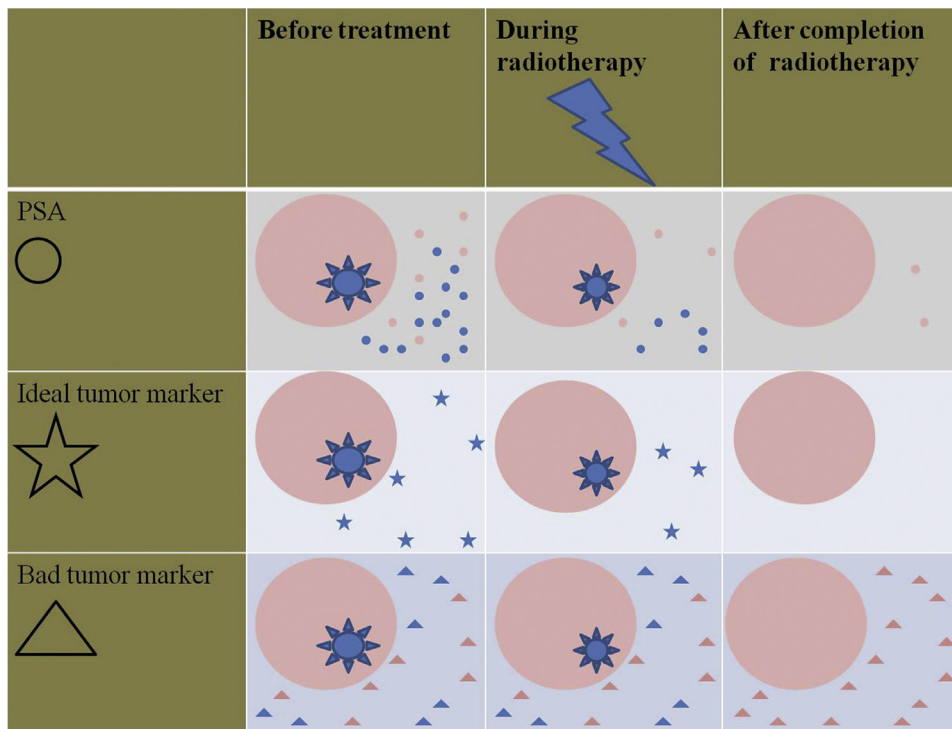 Before treatment
During
radiotherapy
After completion
of radiotherapy
PSA
Ideal tumor marker
Bad tumor marker